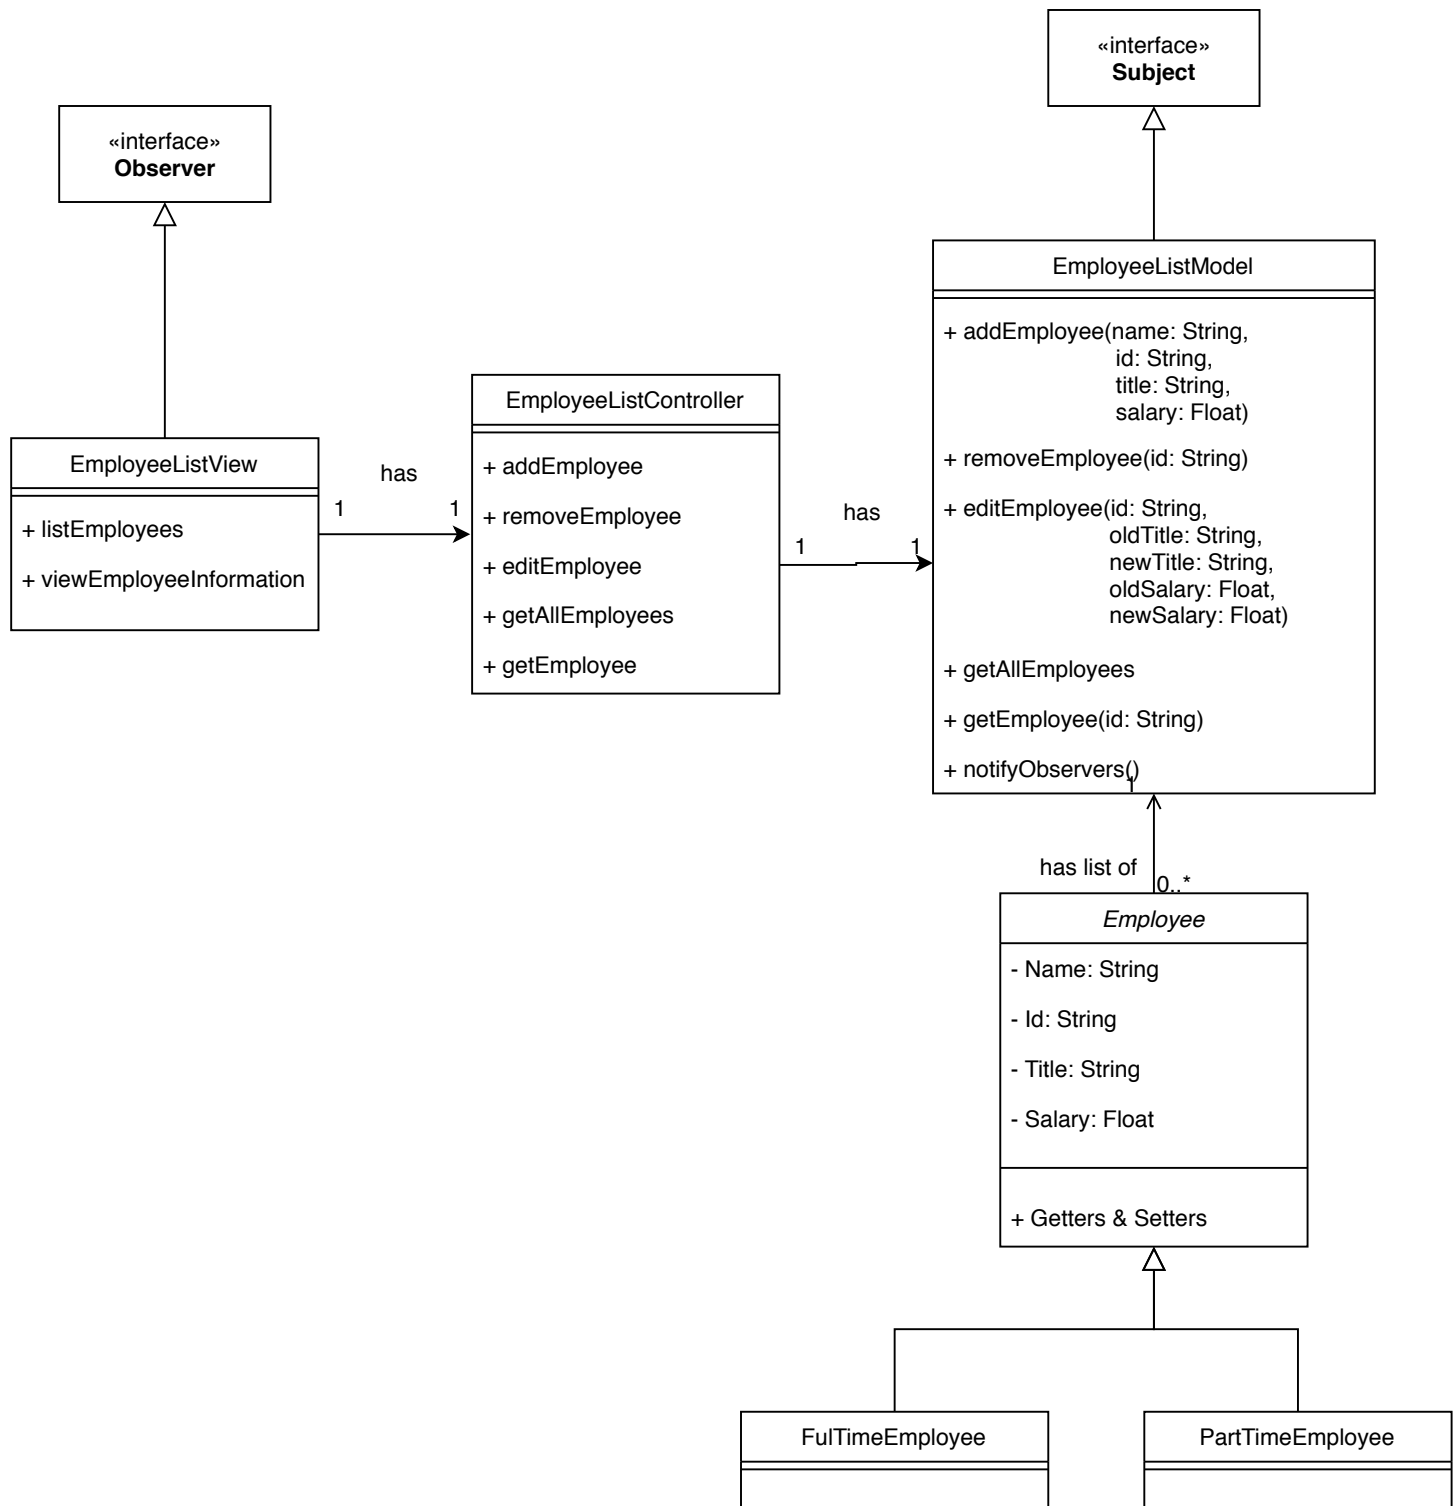 «interface»
Subject
«interface»
Observer
EmployeeListModel
+ addEmployee(name: String,
id: String,
title: String,
salary: Float)
+ removeEmployee(id: String)
+ editEmployee(id: String,
oldTitle: String,
newTitle: String,
oldSalary: Float,
newSalary: Float)
+ getAllEmployees
+ getEmployee(id: String)
+ notifyObservers()
EmployeeListController
+ addEmployee
+ removeEmployee
+ editEmployee
+ getAllEmployees
+ getEmployee
EmployeeListView
+ listEmployees
+ viewEmployeeInformation
has
1
1
has
1
1
1
has list of
0..*
Employee
- Name: String
- Id: String
- Title: String
- Salary: Float
+ Getters & Setters
FulTimeEmployee
PartTimeEmployee